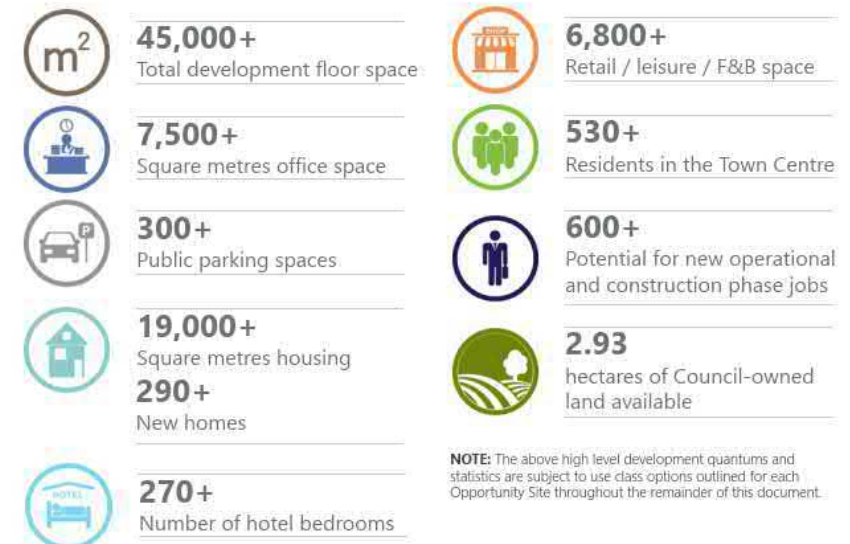 m²
45,000+
Total development floor space
7,500+
Square metres office space
P
300+
Public parking spaces
19,000+
Square metres housing
290+
New homes
HOTEL
270+
Number of hotel bedrooms
SHOP
6,800+
Retail / leisure / F&B space
530+
Residents in the Town Centre
600+
Potential for new operational
and construction phase jobs
2.93
hectares of Council-owned
land available
NOTE: The above high level development quantums and
statistics are subject to use class options outlined for each
Opportunity Site throughout the remainder of this document.